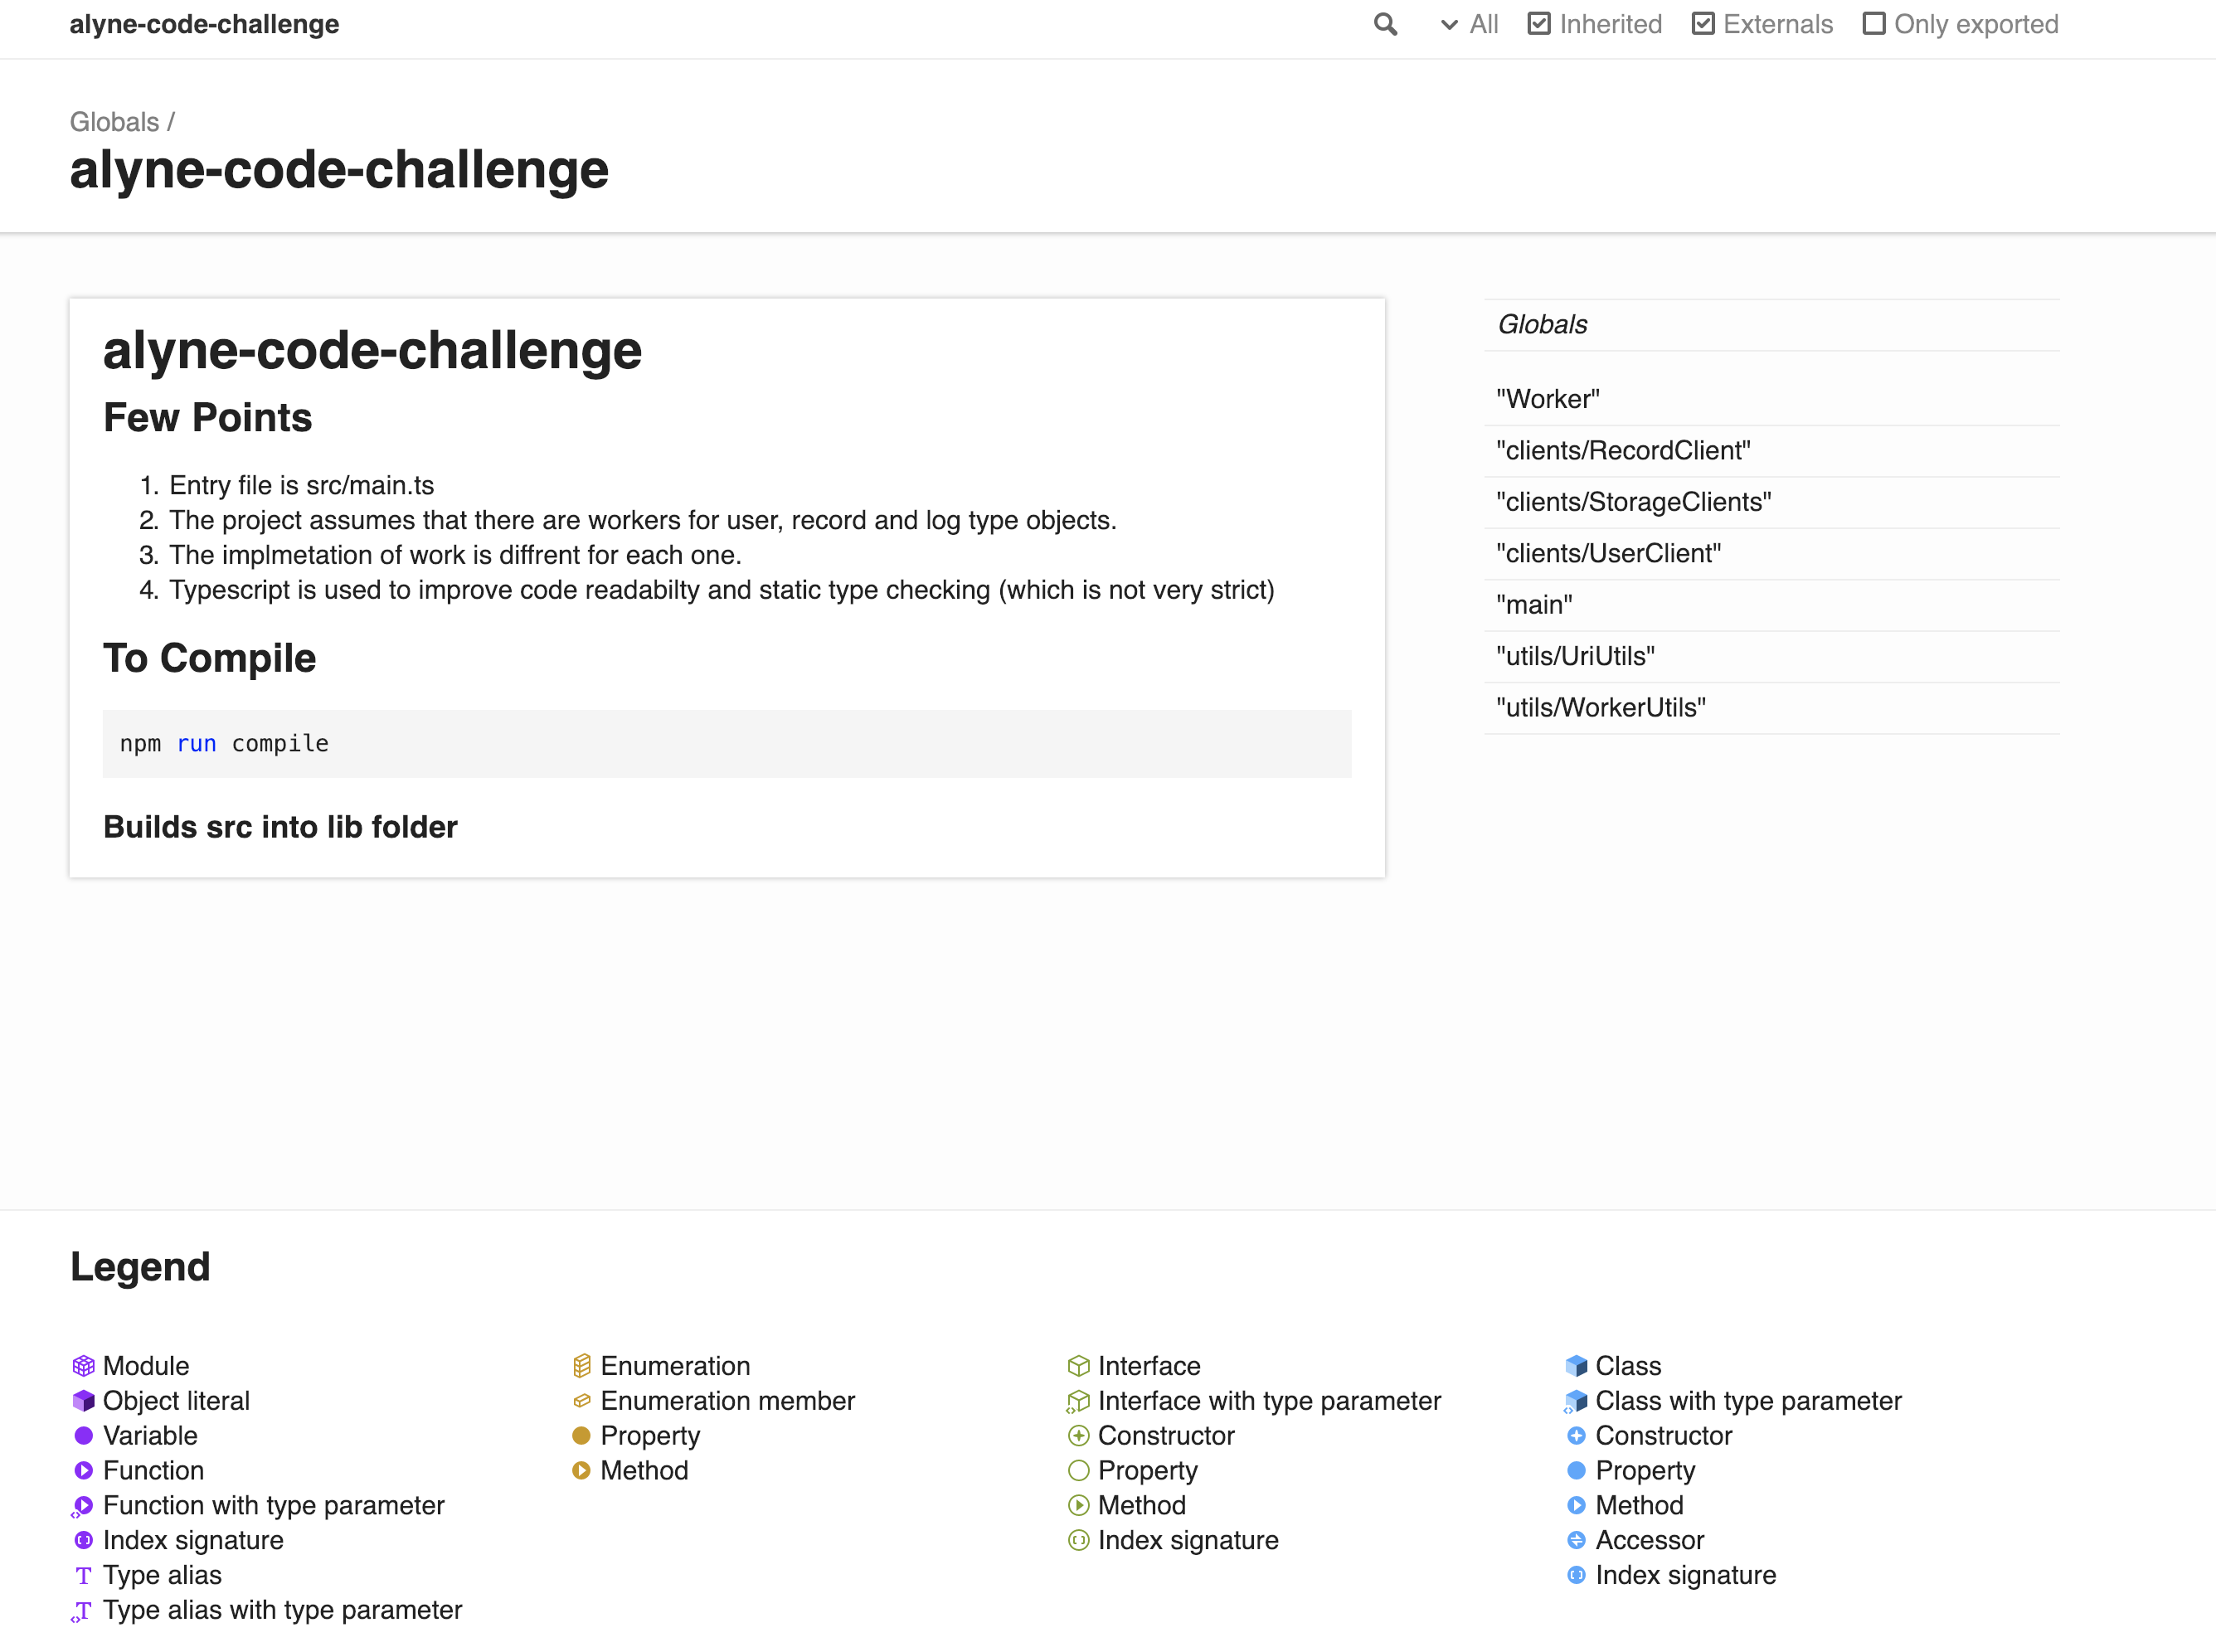 alyne-code-challenge
All
Inherited
Externals
Only exported
Globals /
alyne-code-challenge
alyne-code-challenge
Few Points
1. Entry file is src/main.ts
2. The project assumes that there are workers for user, record and log type objects.
3. The implmetation of work is diffrent for each one.
4. Typescript is used to improve code readabilty and static type checking (which is not very strict)
To Compile
npm run compile
Builds src into lib folder
Globals
"Worker"
"clients/RecordClient"
"clients/StorageClients"
"clients/UserClient"
"main"
"utils/UriUtils"
"utils/WorkerUtils"
Legend
Module
Object literal
Variable
Function
Function with type parameter
Index signature
Type alias
Type alias with type parameter
Enumeration
Enumeration member
Property
Method
Interface
Interface with type parameter
Constructor
Property
Method
Index signature
Class
Class with type parameter
Constructor
Property
Method
Accessor
Index signature